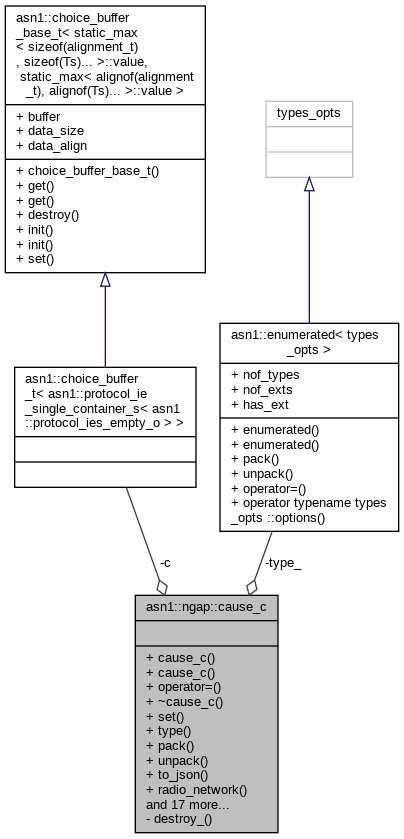 asn1::choice_buffer
_base_t< static_max
< sizeof(alignment_t)
, sizeof(Ts)... >::value,
static_max< alignof(alignment
_t), alignof(Ts)... >::value >
+ buffer
+ data_size
+ data_align
+ choice_buffer_base_t()
+ get()
+ get()
+ destroy()
+ init()
+ init()
+ set()
types_opts
asn1::choice_buffer
_t< asn1::protocol_ie
_single_container_s< asn1
::protocol_ies_empty_o > >
asn1::enumerated< types
_opts >
+ nof_types
+ nof_exts
+ has_ext
+ enumerated()
+ enumerated()
+ pack()
+ unpack()
+ operator=()
+ operator typename types
_opts ::options()
-c
-type_
asn1::ngap::cause_c
+ cause_c()
+ cause_c()
+ operator=()
+ ~cause_c()
+ set()
+ type()
+ pack()
+ unpack()
+ to_json()
+ radio_network()
and 17 more...
- destroy_()